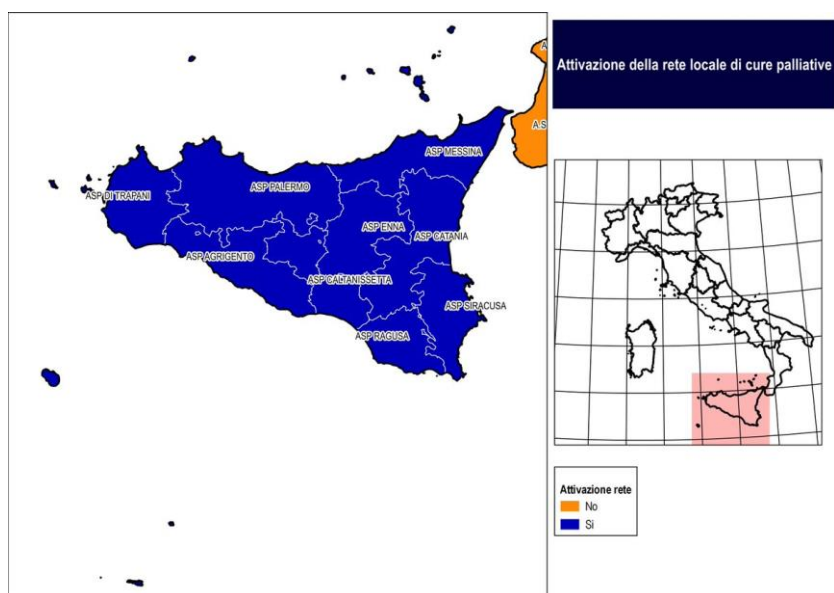 Attivazione della rete locale di cure palliative
A
A S
ASP MESSINA
ASP PALERMO
ASP DI TRAPANI
ASP ENNA
ASP CATANIA
ASP AGRIGENTO
ASP CALTANISSETTA
ASP SIRACUSA
ASP RAGUSA
Attivazione rete
No
Si